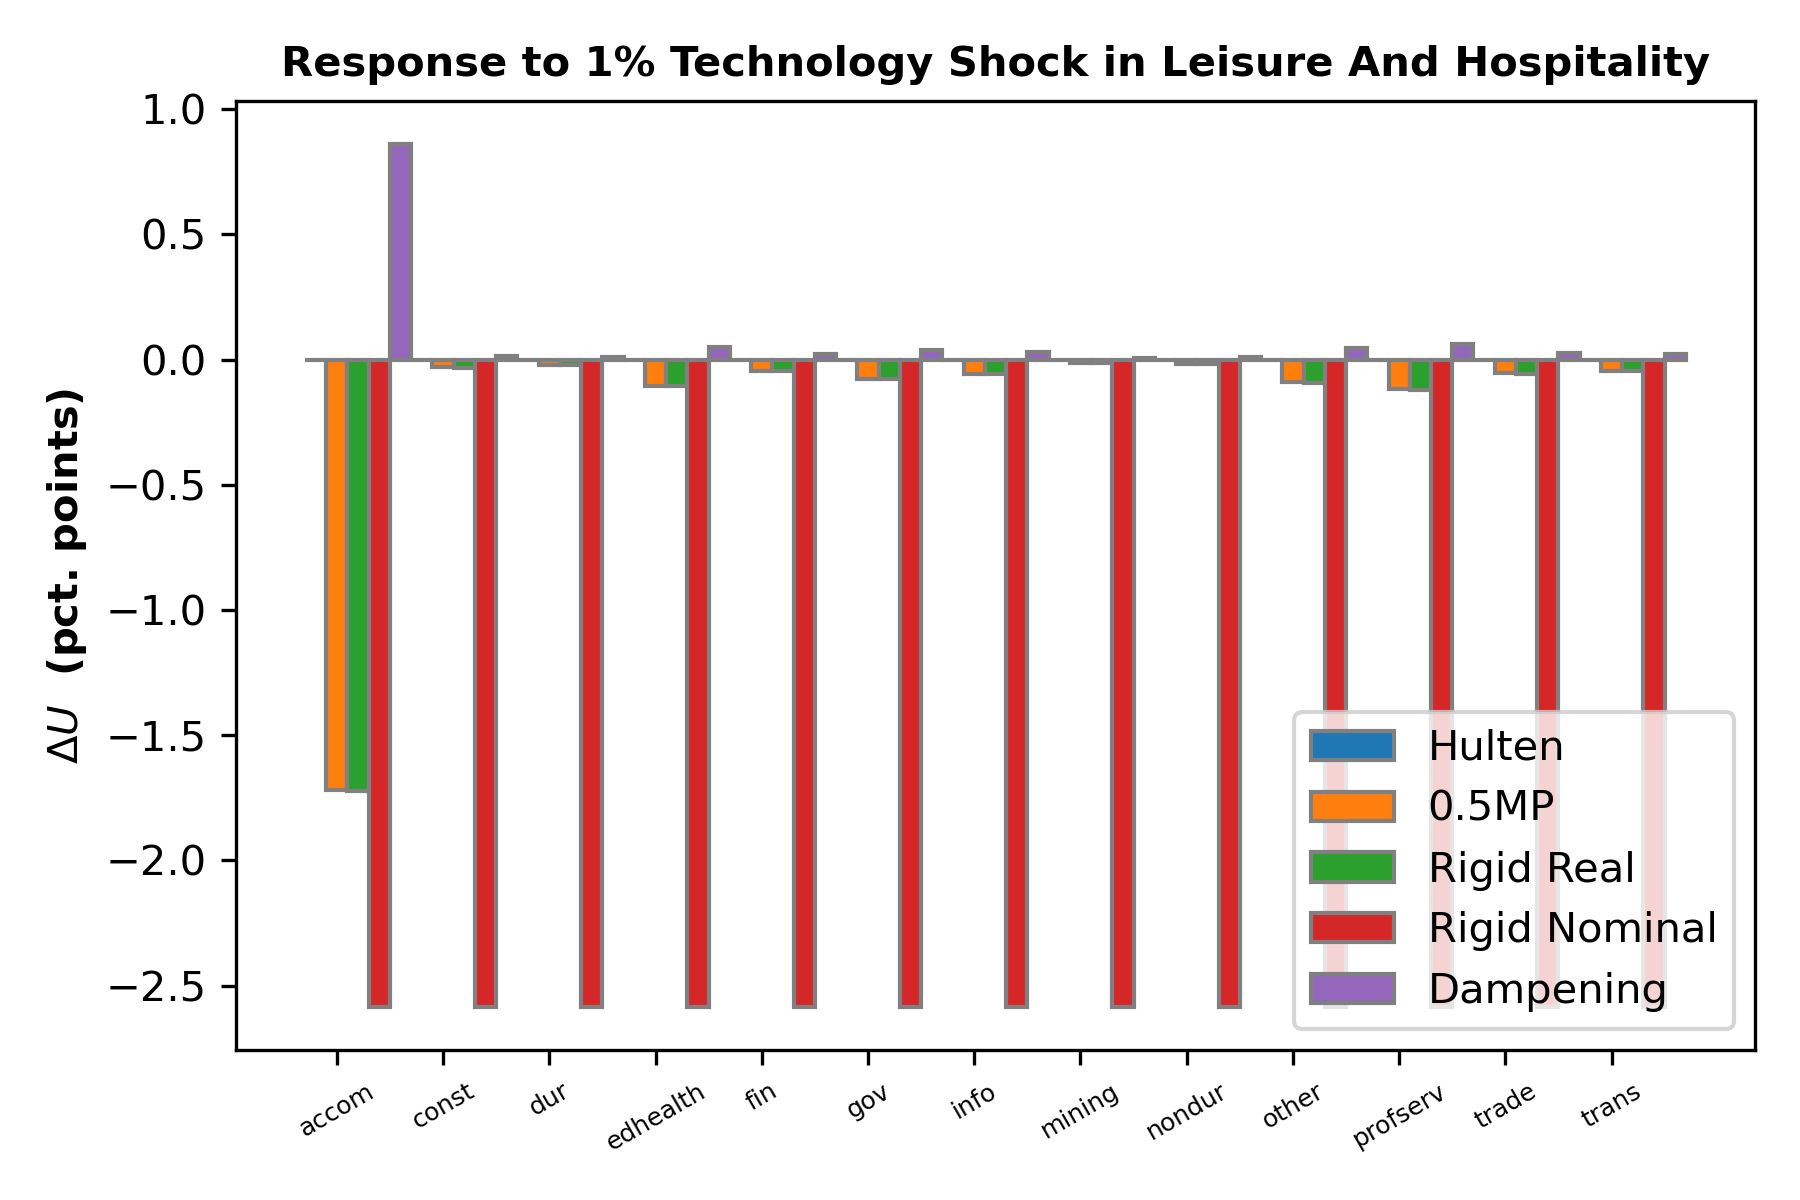 Response to 1% Technology Shock in Leisure And Hospitality
ΔU (pct. points)
1.0
0.5
0.0
−0.5
−1.0
−1.5
−2.0
−2.5
accom
const
dur
edhealth
fin
gov
info
mining
nondur
other
profserv
trade
trans
Hulten
0.5MP
Rigid Real
Rigid Nominal
Dampening